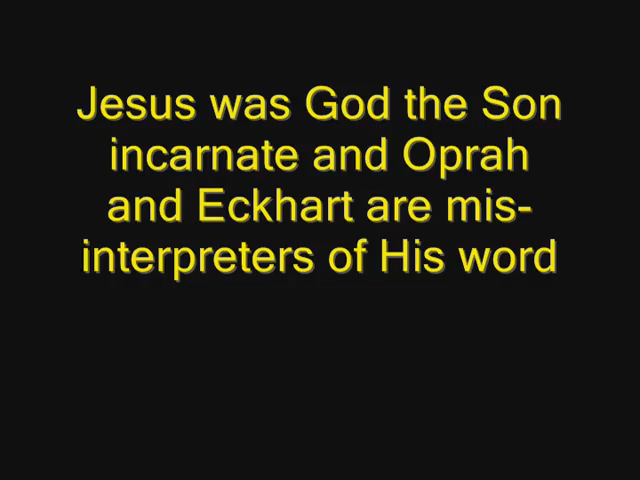 Jesus was God the Son
incarnate and Oprah
and Eckhart are mis-
interpreters of His word